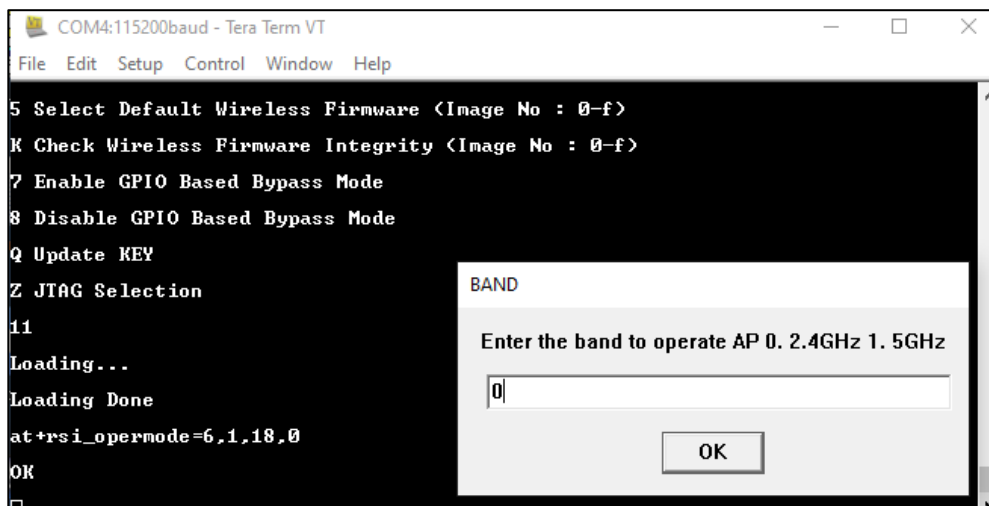 COM4:115200baud - Tera Term VT
File Edit Setup Control Window Help
5 Select Default Wireless Firmware (Image No : 0-f)
K Check Wireless Firmware Integrity (Image No : 0-f)
7 Enable GPIO Based Bypass Mode
8 Disable GPIO Based Bypass Mode
Q Update KEY
Z JTAG Selection
11
Loading...
Loading Done
at+rsi_opermode=6,1,18,0
OK
BAND
Enter the band to operate AP 0. 2.4GHz 1. 5GHz
0
OK